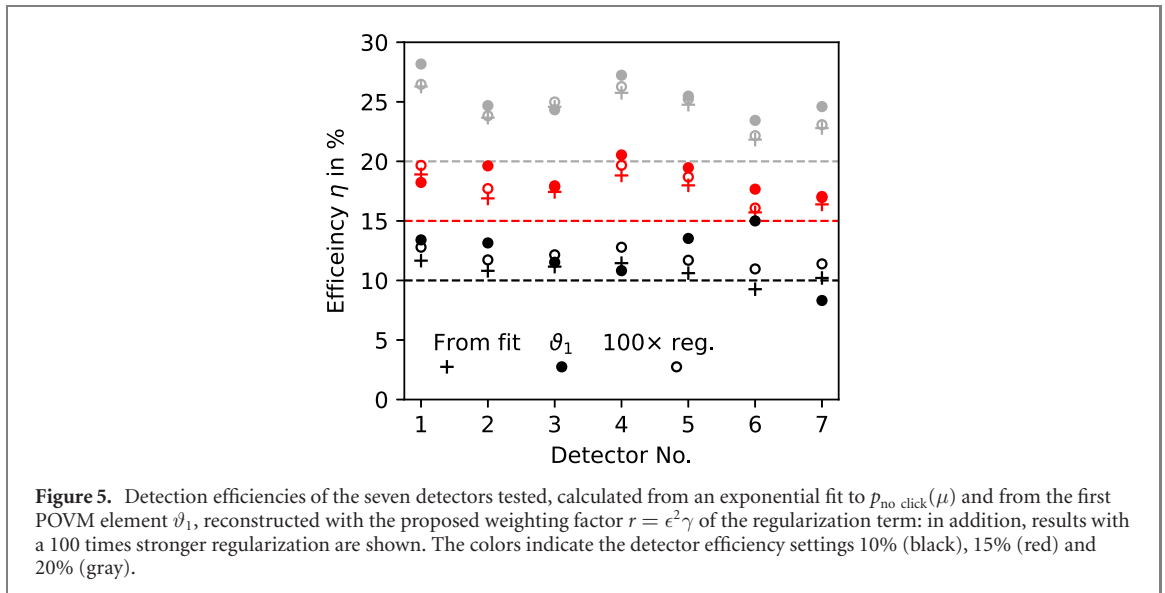 30
25
20
15
10
5
0
Efficeincy η in %
From fit ϑ₁ 100× reg.
1 2 3 4 5 6 7
Detector No.
Figure 5. Detection efficiencies of the seven detectors tested, calculated from an exponential fit to p_no click(μ) and from the first
POVM element ϑ₁, reconstructed with the proposed weighting factor r = ϵ²γ of the regularization term: in addition, results with
a 100 times stronger regularization are shown. The colors indicate the detector efficiency settings 10% (black), 15% (red) and
20% (gray).